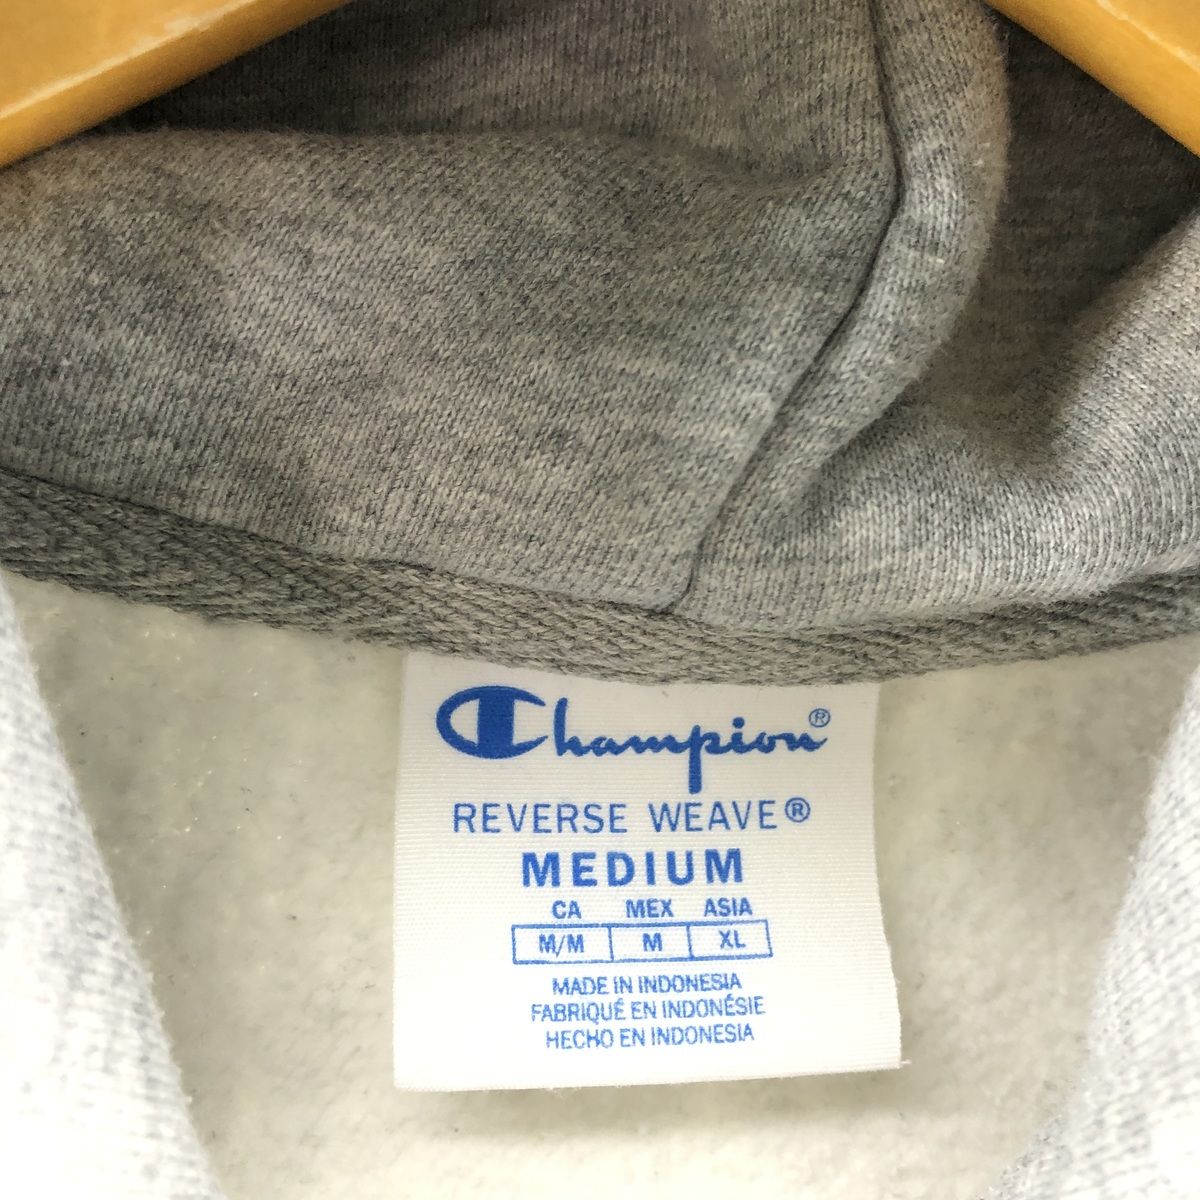 Champion®
REVERSE WEAVE®
MEDIUM
CA MEX ASIA
M/M M XL
MADE IN INDONESIA
FABRIQUÉ EN INDONÉSIE
HECHO EN INDONESIA